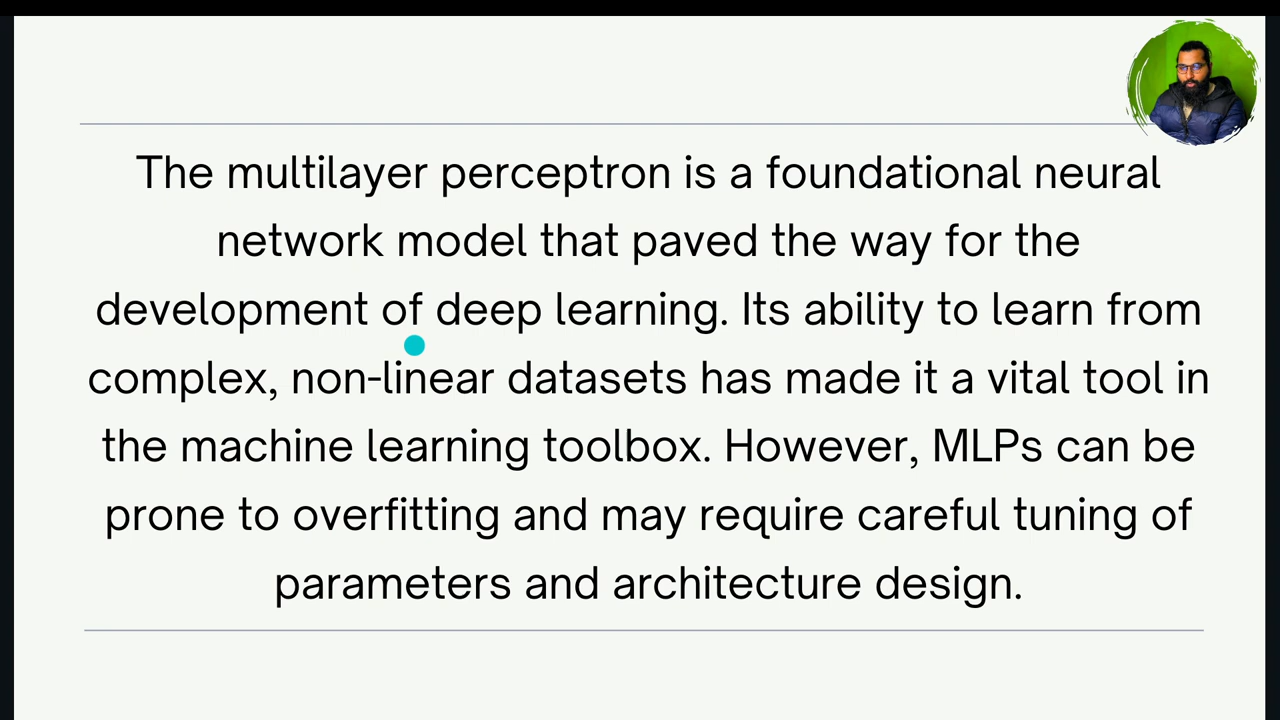 The multilayer perceptron is a foundational neural
network model that paved the way for the
development of deep learning. Its ability to learn from
complex, non-linear datasets has made it a vital tool in
the machine learning toolbox. However, MLPs can be
prone to overfitting and may require careful tuning of
parameters and architecture design.